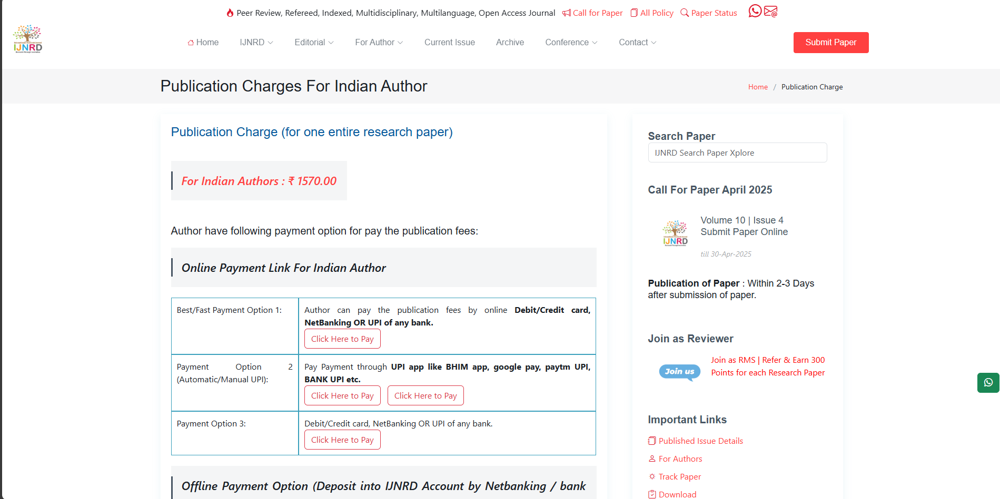 Peer Review, Refereed, Indexed, Multidisciplinary, Multilanguage, Open Access Journal Call for Paper All Policy Paper Status
IJNRD
Home IJNRD Editorial For Author Current Issue Archive Conference Contact Submit Paper
Publication Charges For Indian Author
Home / Publication Charge
Publication Charge (for one entire research paper)
For Indian Authors : ₹ 1570.00
Author have following payment option for pay the publication fees:
Online Payment Link For Indian Author
Best/Fast Payment Option 1:
Author can pay the publication fees by online Debit/Credit card,
NetBanking OR UPI of any bank.
Click Here to Pay
Payment Option 2
(Automatic/Manual UPI):
Pay Payment through UPI app like BHIM app, google pay, paytm UPI,
BANK UPI etc.
Click Here to Pay Click Here to Pay
Payment Option 3:
Debit/Credit card, NetBanking OR UPI of any bank.
Click Here to Pay
Offline Payment Option (Deposit into IJNRD Account by Netbanking / bank
Search Paper
IJNRD Search Paper Xplore
Call For Paper April 2025
IJNRD
Volume 10 | Issue 4
Submit Paper Online
till 30-Apr-2025
Publication of Paper : Within 2-3 Days
after submission of paper.
Join as Reviewer
Join us
Join as RMS | Refer & Earn 300
Points for each Research Paper
Important Links
Published Issue Details
For Authors
Track Paper
Download